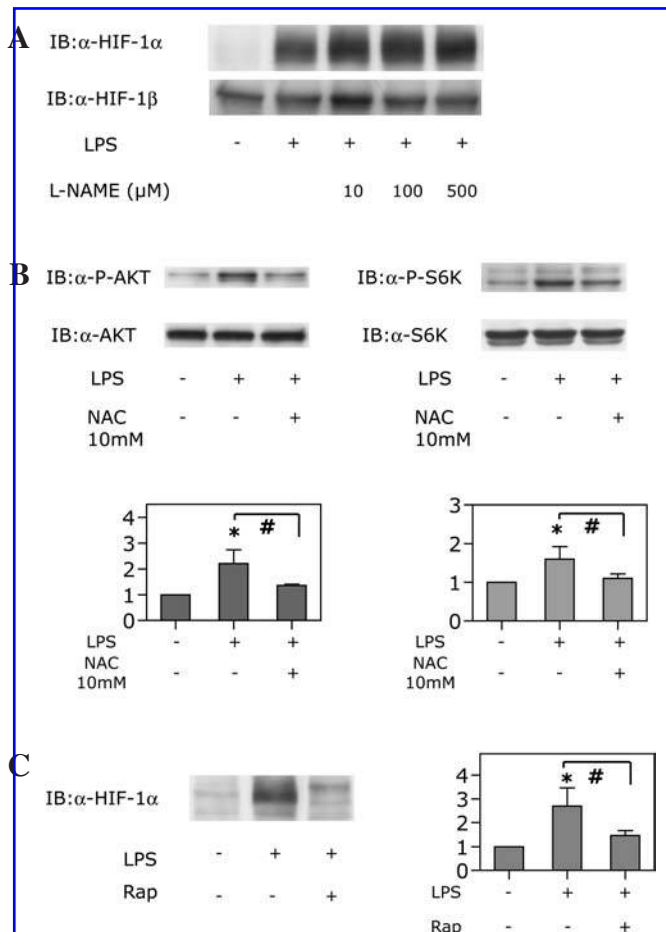 A
IB:α-HIF-1α
IB:α-HIF-1β
LPS - + + + +
L-NAME (μM) 10 100 500
B
IB:α-P-AKT IB:α-P-S6K
IB:α-AKT IB:α-S6K
LPS - + + LPS - + +
NAC 10mM - - + NAC 10mM - - +
4 3 2 1 0 * #
3 2 1 0 * #
LPS - + + LPS - + +
NAC 10mM - - + NAC 10mM - - +
C
IB:α-HIF-1α
LPS - + +
Rap - - +
4 3 2 1 0 * #
LPS - + +
Rap - - +